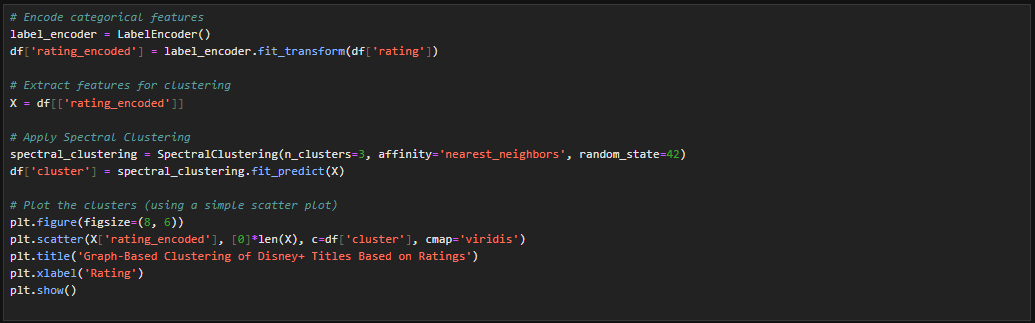 # Encode categorical features
label_encoder = LabelEncoder()
df['rating_encoded'] = label_encoder.fit_transform(df['rating'])
# Extract features for clustering
X = df[['rating_encoded']]
# Apply Spectral Clustering
spectral_clustering = SpectralClustering(n_clusters=3, affinity='nearest_neighbors', random_state=42)
df['cluster'] = spectral_clustering.fit_predict(X)
# Plot the clusters (using a simple scatter plot)
plt.figure(figsize=(8, 6))
plt.scatter(X['rating_encoded'], [0]*len(X), c=df['cluster'], cmap='viridis')
plt.title('Graph-Based Clustering of Disney+ Titles Based on Ratings')
plt.xlabel('Rating')
plt.show()